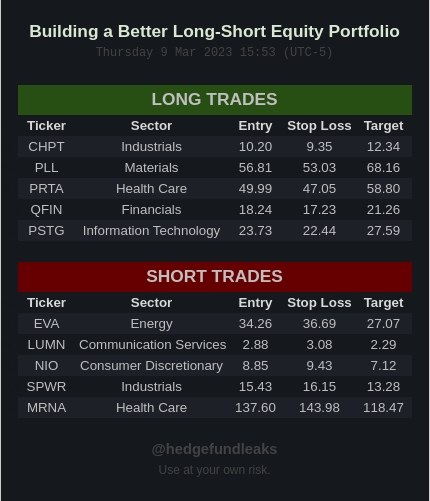 Building a Better Long-Short Equity Portfolio
Thursday 9 Mar 2023 15:53 (UTC-5)
LONG TRADES
Ticker Sector Entry Stop Loss Target
CHPT Industrials 10.20 9.35 12.34
PLL Materials 56.81 53.03 68.16
PRTA Health Care 49.99 47.05 58.80
QFIN Financials 18.24 17.23 21.26
PSTG Information Technology 23.73 22.44 27.59
SHORT TRADES
Ticker Sector Entry Stop Loss Target
EVA Energy 34.26 36.69 27.07
LUMN Communication Services 2.88 3.08 2.29
NIO Consumer Discretionary 8.85 9.43 7.12
SPWR Industrials 15.43 16.15 13.28
MRNA Health Care 137.60 143.98 118.47
@hedgefundleaks
Use at your own risk.